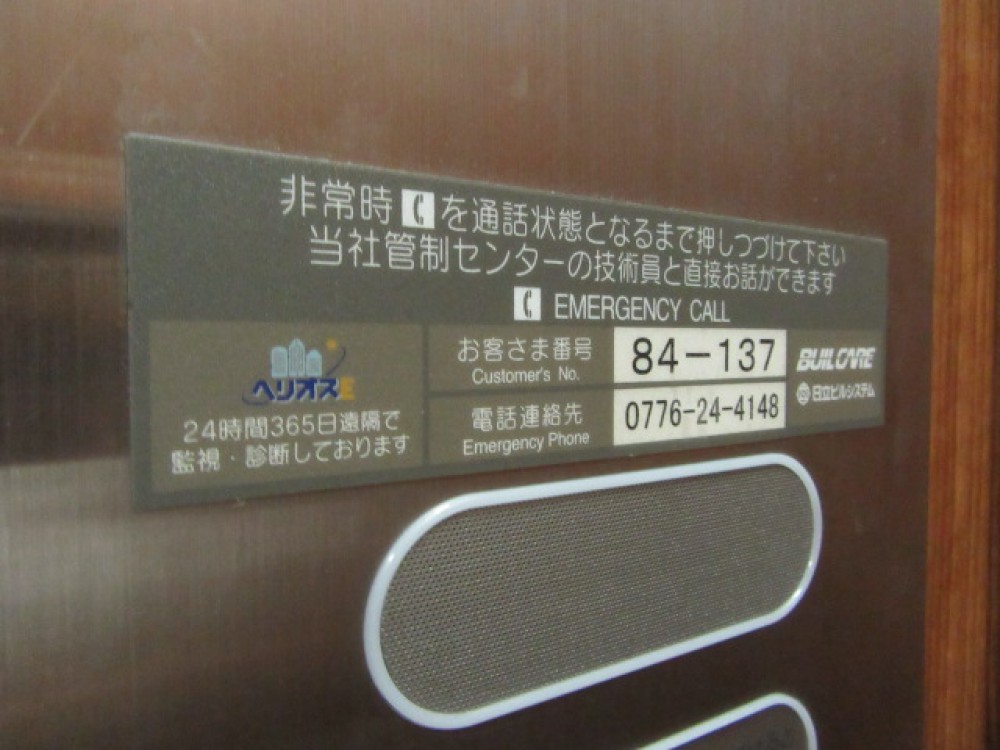 非常時を通話状態となるまで押しつづけて下さい
当社管制センターの技術員と直接お話ができます
EMERGENCY CALL
ヘリオスE
24時間365日遠隔で
監視・診断しております
お客さま番号
Customer's No.
84-137
電話連絡先
Emergency Phone
0776-24-4148
BUILCARE
日立ビルシステム